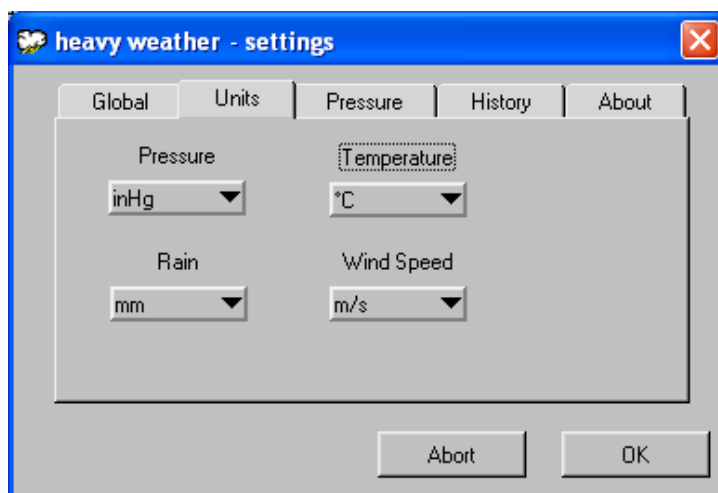 heavy weather - settings
Global Units Pressure History About
Pressure Temperature
inHg °C
Rain Wind Speed
mm m/s
Abort OK